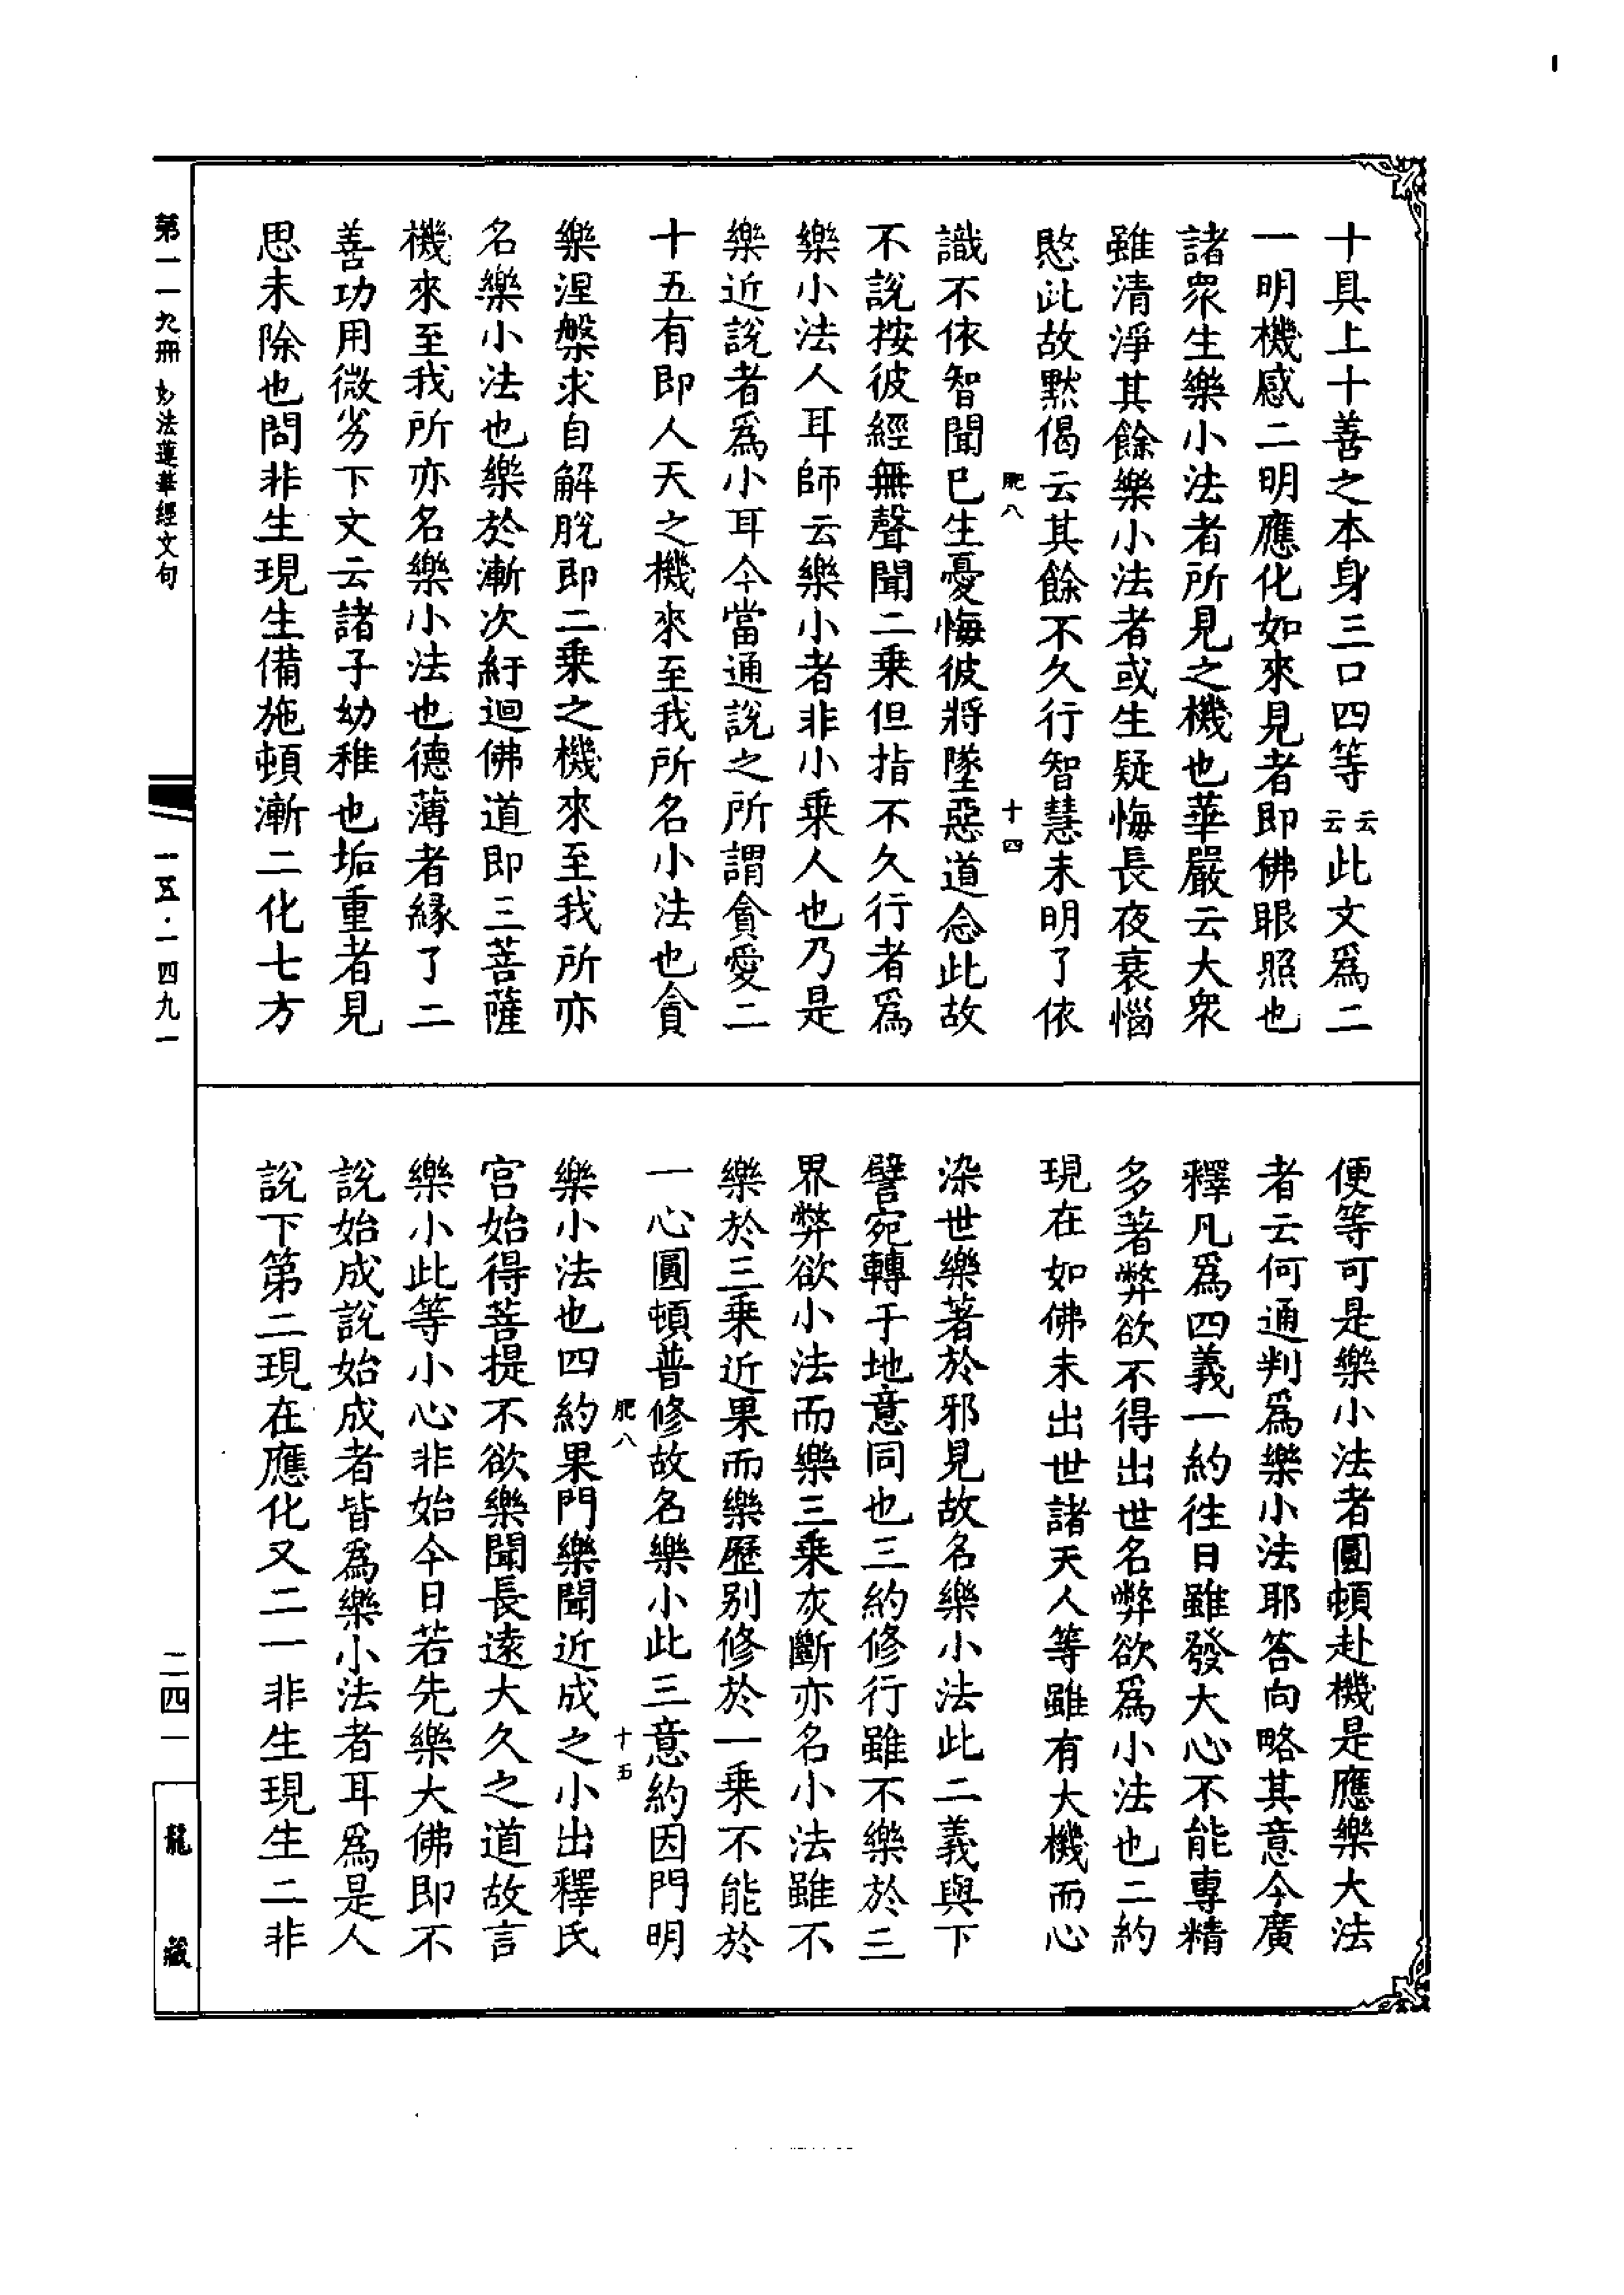 十具上上十善之本身三口四等云云此文爲二
一明機感二明應化如來見者即佛眼照也
諸衆生樂小法者所見之機也華嚴云大衆
雖清淨其餘樂小法者或生疑悔長夜衰惱
愍此故默偈云其餘不久行智慧未明了依
肥八
十四
識不依智聞已生憂悔彼將墜惡道念此故
不說按彼經無聲聞二乘但指不久行者爲
樂小法人耳師云樂小者非小乘人也乃是
樂近說者爲小耳今當通說之所謂貪愛二
十五有即人天之機來至我所名小法也貪
樂涅槃求自解脫即二乘之機來至我所亦
名樂小法也樂於漸次紆迴佛道即三菩薩
機來至我所亦名樂小法也德薄者緣了二
善功用微劣下文云諸子幼稚也垢重者見
思未除也問非生現生備施頓漸二化七方
便等可是樂小法者圓頓赴機是應樂大法
者云何通判爲樂小法耶答向略其意今廣
釋凡爲四義一約往日雖發大心不能專精
多著弊欲不得出世名弊欲爲小法也二約
現在如佛未出世諸天人等雖有大機而心
染世樂著於邪見故名樂小法此二義與下
譬宛轉于地意同也三約修行雖不樂於三
界弊欲小法而樂三乘灰斷亦名小法雖不
樂於三乘近果而樂歷別修於一乘不能於
一心圓頓普修故名樂小此三意約因門明
肥八
十五
樂小法也四約果門樂聞近成之小出釋氏
宮始得菩提不欲樂聞長遠大久之道故言
樂小此等小心非始今日若先樂大佛即不
說始成說始成者皆爲樂小法者耳爲是人
說下第二現在應化又二一非生現生二非
第一一九冊 妙法蓮華經文句
一五·一四九一
二四一
龍藏